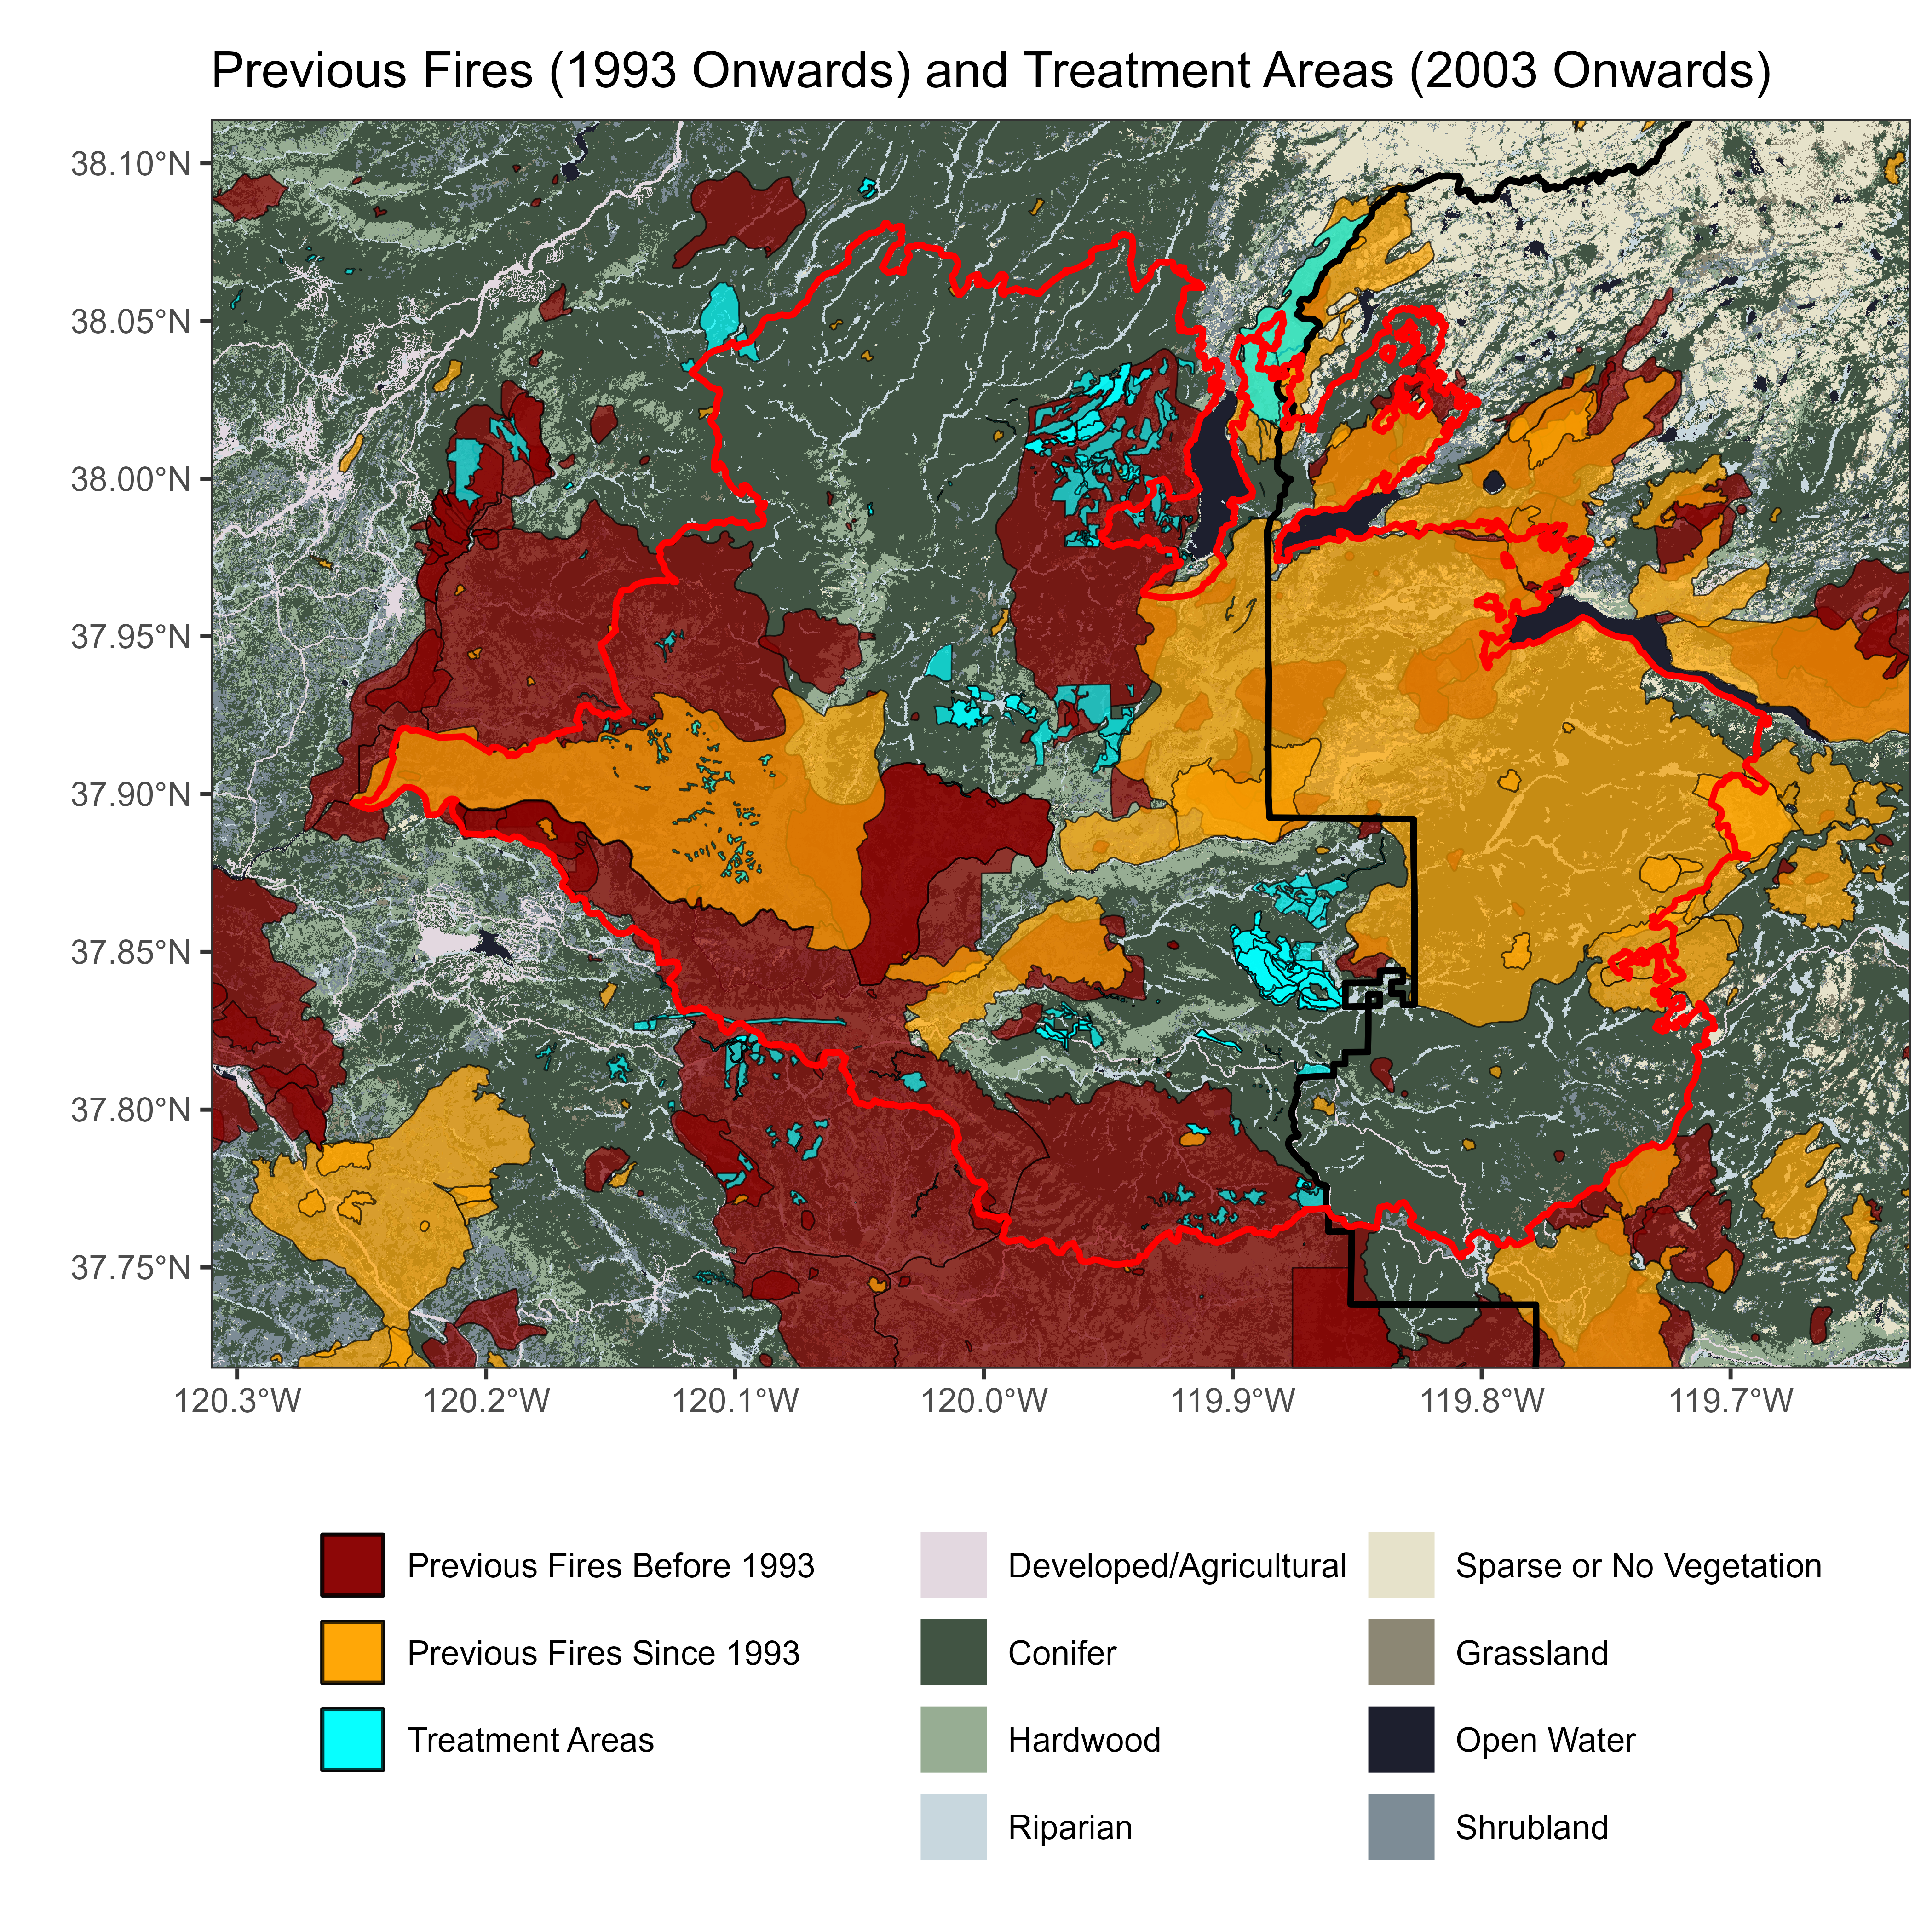 Previous Fires (1993 Onwards) and Treatment Areas (2003 Onwards)
38.10°N
38.05°N
38.00°N
37.95°N
37.90°N
37.85°N
37.80°N
37.75°N
120.3°W 120.2°W 120.1°W 120.0°W 119.9°W 119.8°W 119.7°W
Previous Fires Before 1993
Previous Fires Since 1993
Treatment Areas
Developed/Agricultural
Conifer
Hardwood
Riparian
Sparse or No Vegetation
Grassland
Open Water
Shrubland